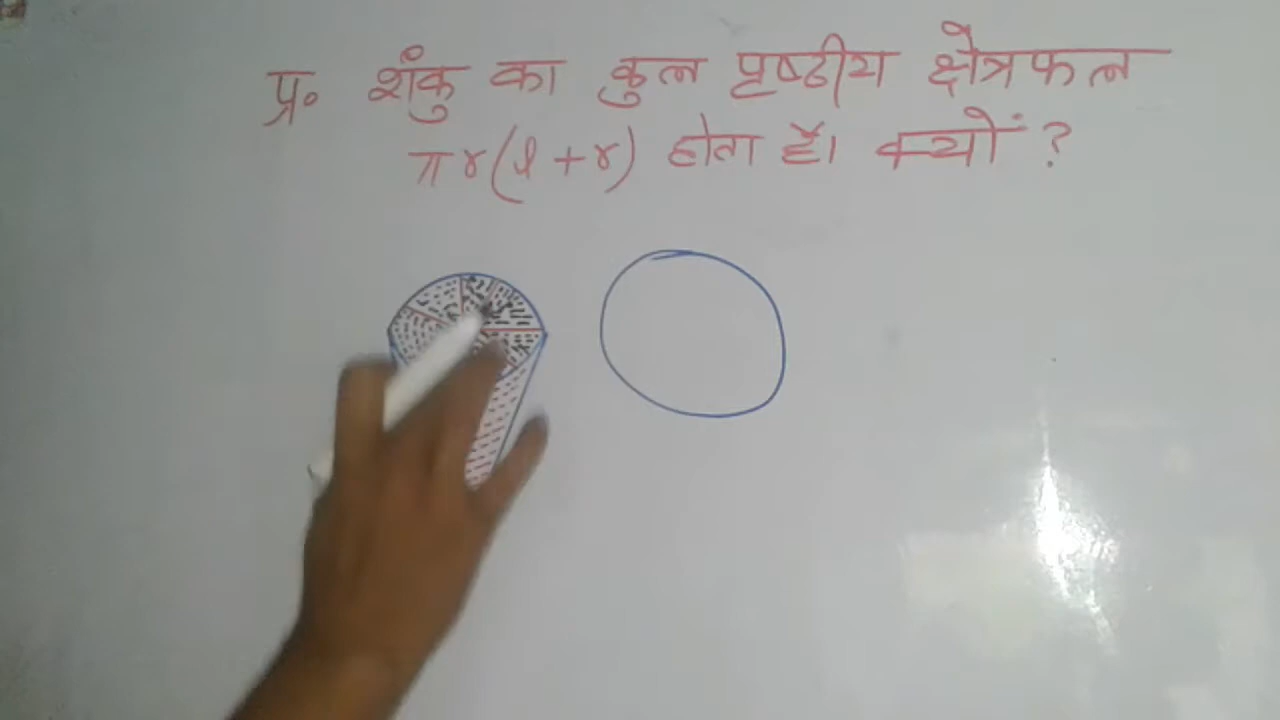 प्र० शंकु का कुल पृष्ठीय क्षेत्रफल
πr(l+r) होता है। क्यों ?